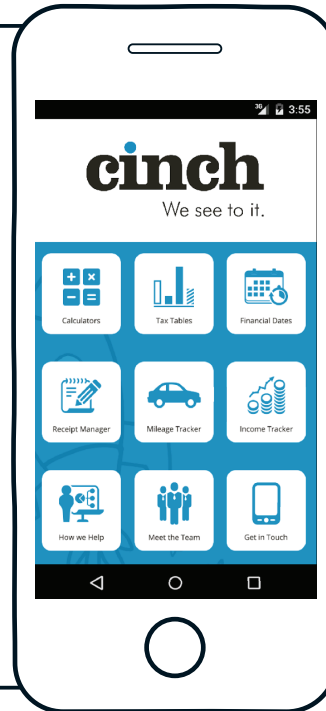 3G 3:55
cinch
We see to it.
Calculators
Tax Tables
Financial Dates
Receipt Manager
Mileage Tracker
Income Tracker
How we Help
Meet the Team
Get in Touch